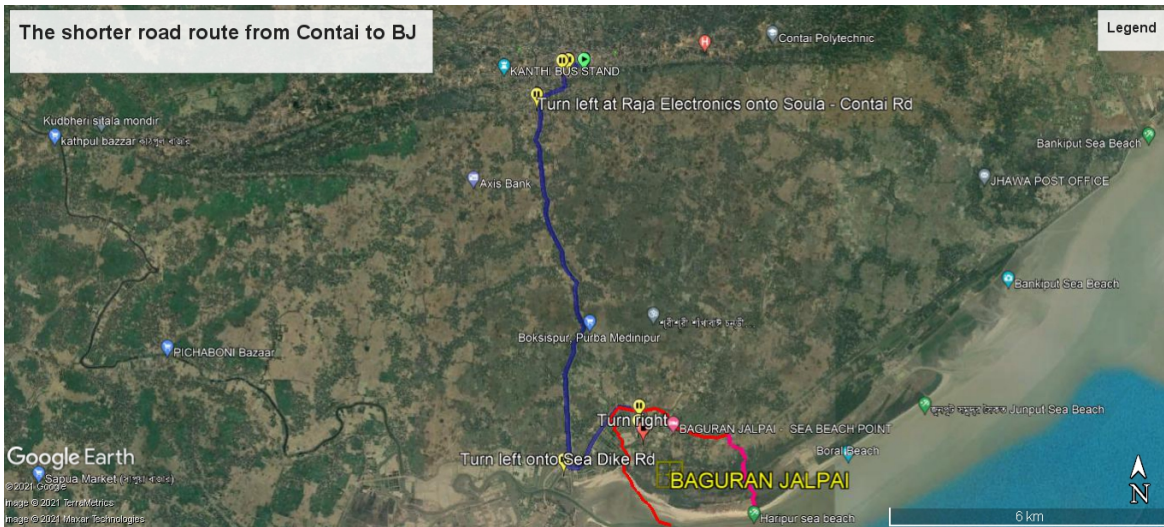 The shorter road route from Contai to BJ
Legend
Contai Polytechnic
KANTHI BUS STAND
Turn left at Raja Electronics onto Soula - Contai Rd
Kudbheri sitala mondir
kathpul bazzar কাঠপুল বাজার
Bankiput Sea Beach
Axis Bank
JHAWA POST OFFICE
Bankiput Sea Beach
শ্রীশ্রী
Boksispur, Purba Medinipur
PICHABONI Bazaar
Junput Sea Beach
Turn right
BAGURAN JALPAI - SEA BEACH POINT
Boral Beach
Turn left onto Sea Dike Rd
Google Earth
Sapua Market
BAGURAN JALPAI
©2021 Google
Image © 2021 TerraMetrics
Image © 2021 Maxar Technologies
Haripur sea beach
6 km
N